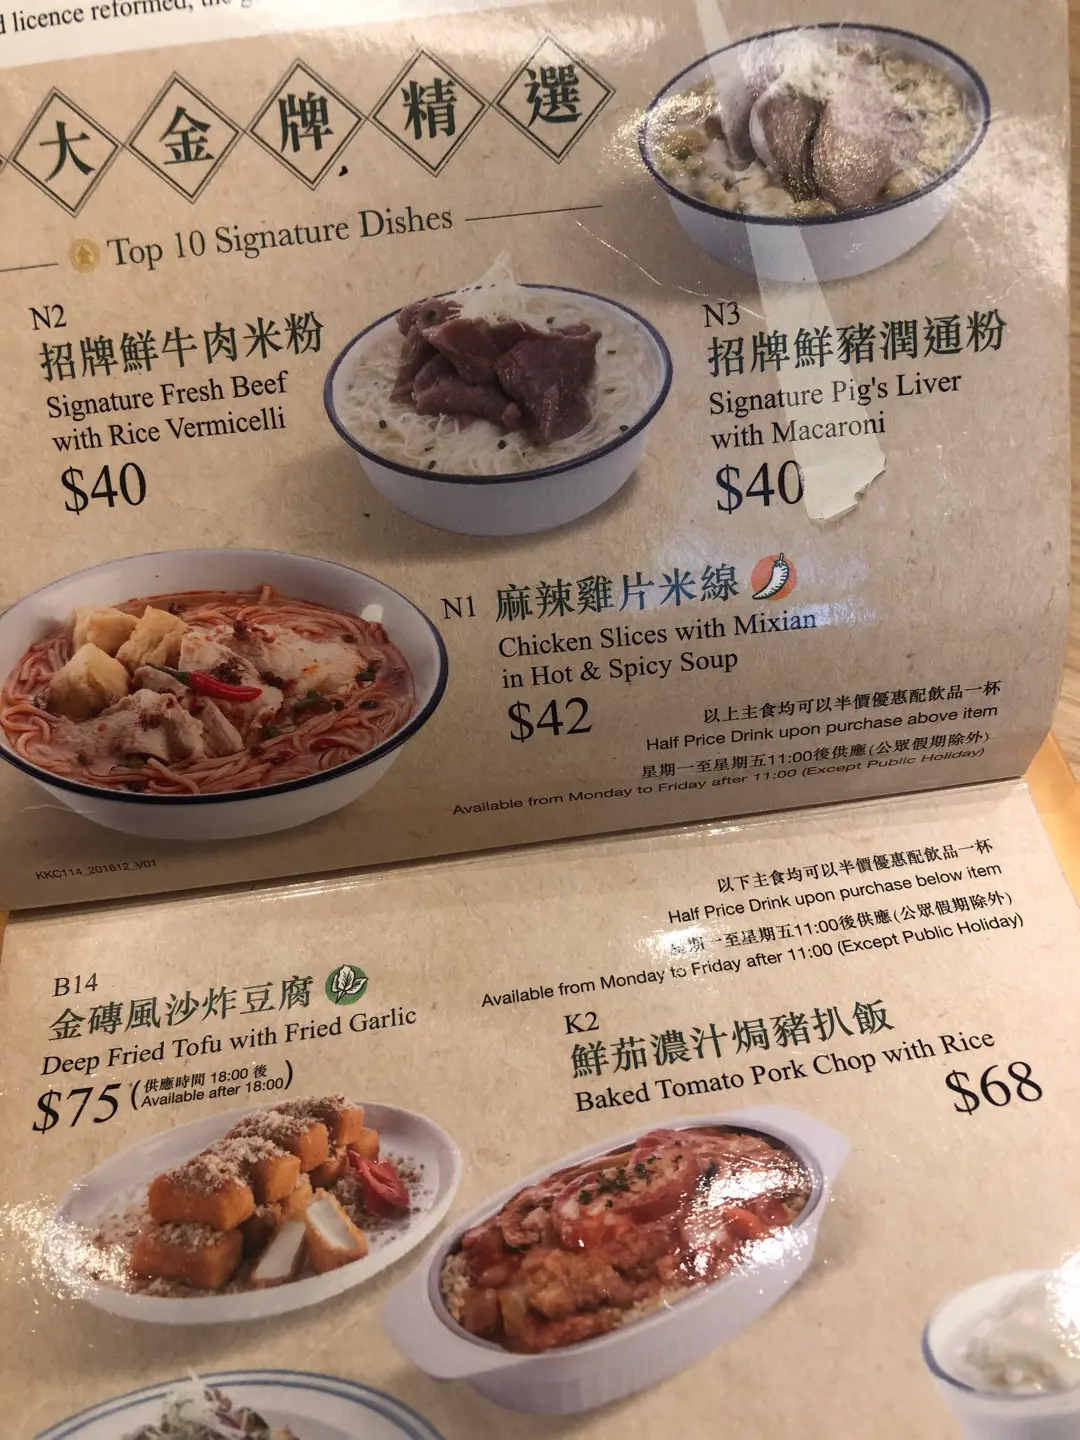 licence reformed, the
大金牌精選
Top 10 Signature Dishes
N2
招牌鮮牛肉米粉
Signature Fresh Beef
with Rice Vermicelli
$40
N3
招牌鮮豬潤通粉
Signature Pig's Liver
with Macaroni
$40
N1 麻辣雞片米線
Chicken Slices with Mixian
in Hot & Spicy Soup
$42
以上主食均可以半價優惠配飲品一杯
Half Price Drink upon purchase above item
星期一至星期五11:00後供應(公眾假期除外)
Available from Monday to Friday after 11:00 (Except Public Holiday)
KKC114_201812_V01
以下主食均可以半價優惠配飲品一杯
Half Price Drink upon purchase below item
星期一至星期五11:00後供應(公眾假期除外)
Available from Monday to Friday after 11:00 (Except Public Holiday)
B14
金磚風沙炸豆腐
Deep Fried Tofu with Fried Garlic
$75 (供應時間 18:00 後
Available after 18:00)
K2
鮮茄濃汁焗豬扒飯
Baked Tomato Pork Chop with Rice
$68